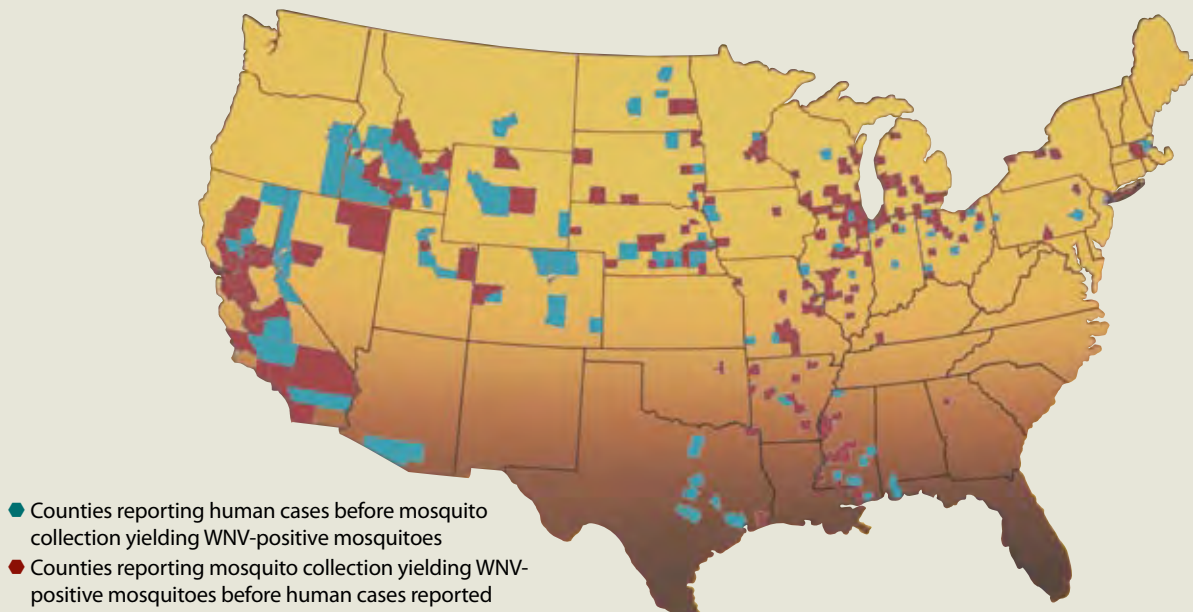 Counties reporting human cases before mosquito
collection yielding WNV-positive mosquitoes
Counties reporting mosquito collection yielding WNV-
positive mosquitoes before human cases reported